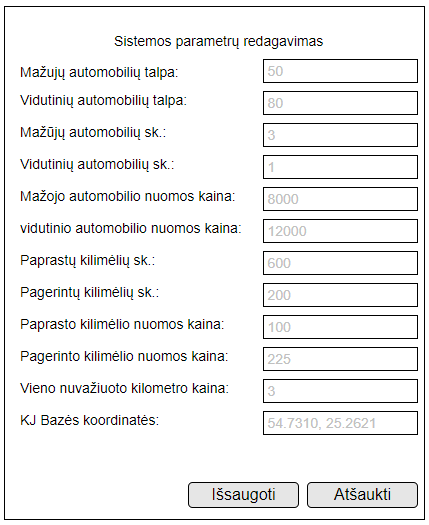 Sistemos parametrų redagavimas
Mažujų automobilių talpa: 50
Vidutinių automobilių talpa: 80
Mažūjų automobilių sk.: 3
Vidutinių automobilių sk.: 1
Mažojo automobilio nuomos kaina: 8000
vidutinio automobilio nuomos kaina: 12000
Paprastų kilimėlių sk.: 600
Pagerintų kilimėlių sk.: 200
Paprasto kilimėlio nuomos kaina: 100
Pagerinto kilimėlio nuomos kaina: 225
Vieno nuvažiuoto kilometro kaina: 3
KJ Bazės koordinatės: 54.7310, 25.2621
Išsaugoti Atšaukti